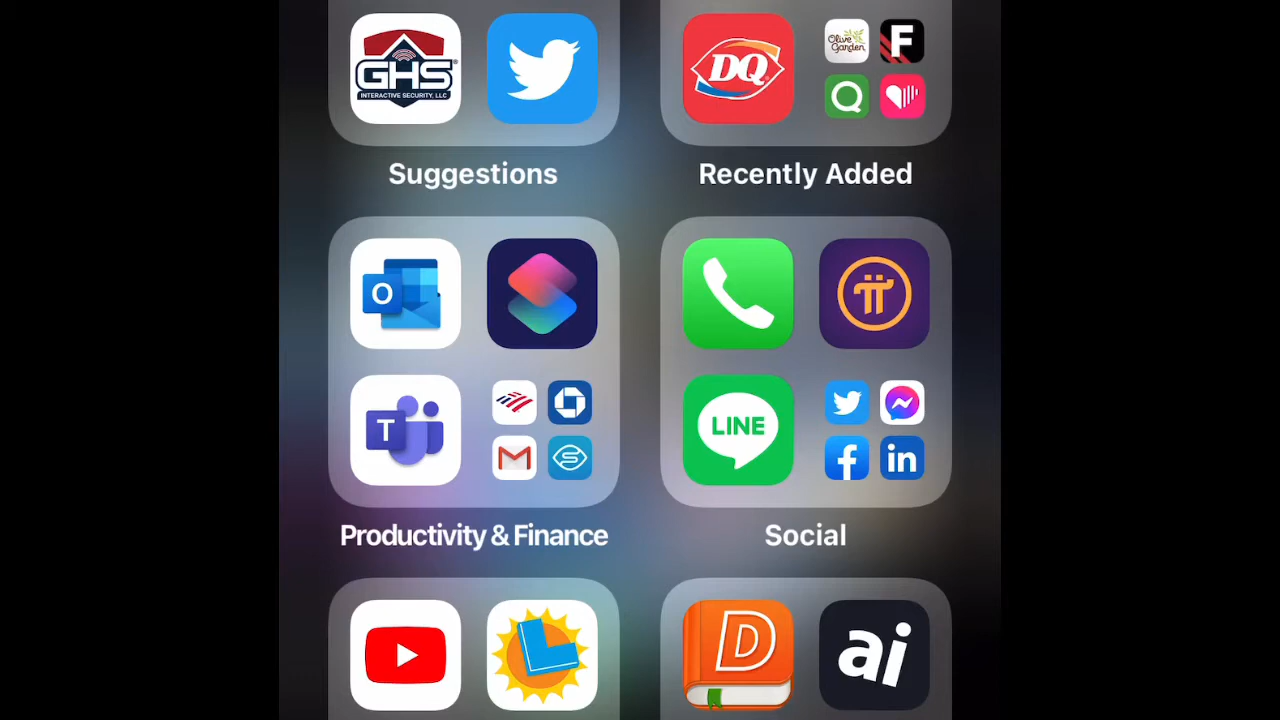 GHS
INTERACTIVE SECURITY, LLC
DQ
Olive Garden
F
Suggestions
Recently Added
O
T
LINE
f
in
Productivity & Finance
Social
L
D
ai